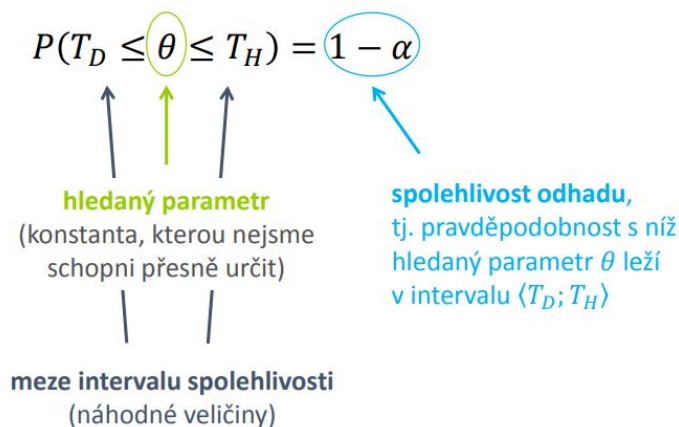 P(T_D ≤ θ ≤ T_H) = 1 − α
hledaný parametr
(konstanta, kterou nejsme
schopni přesně určit)
spolehlivost odhadu,
tj. pravděpodobnost s níž
hledaný parametr θ leží
v intervalu ⟨T_D; T_H⟩
meze intervalu spolehlivosti
(náhodné veličiny)